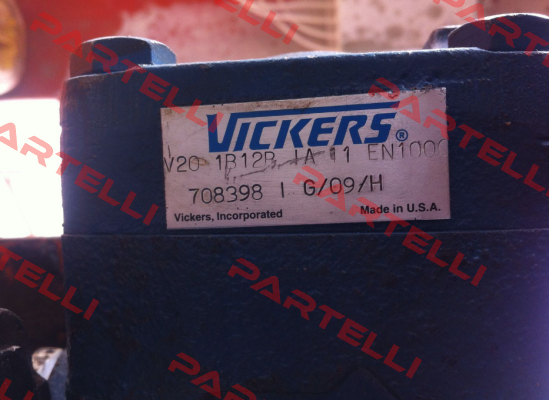 PARTELLI
PARTELLI
PARTELLI
VICKERS®
V20 1B12B 1A 11 EN1000
708398 I G/09/H
Vickers, Incorporated Made in U.S.A.
PARTELLI
PARTELLI
PARTELLI
PARTELLI
PARTELLI